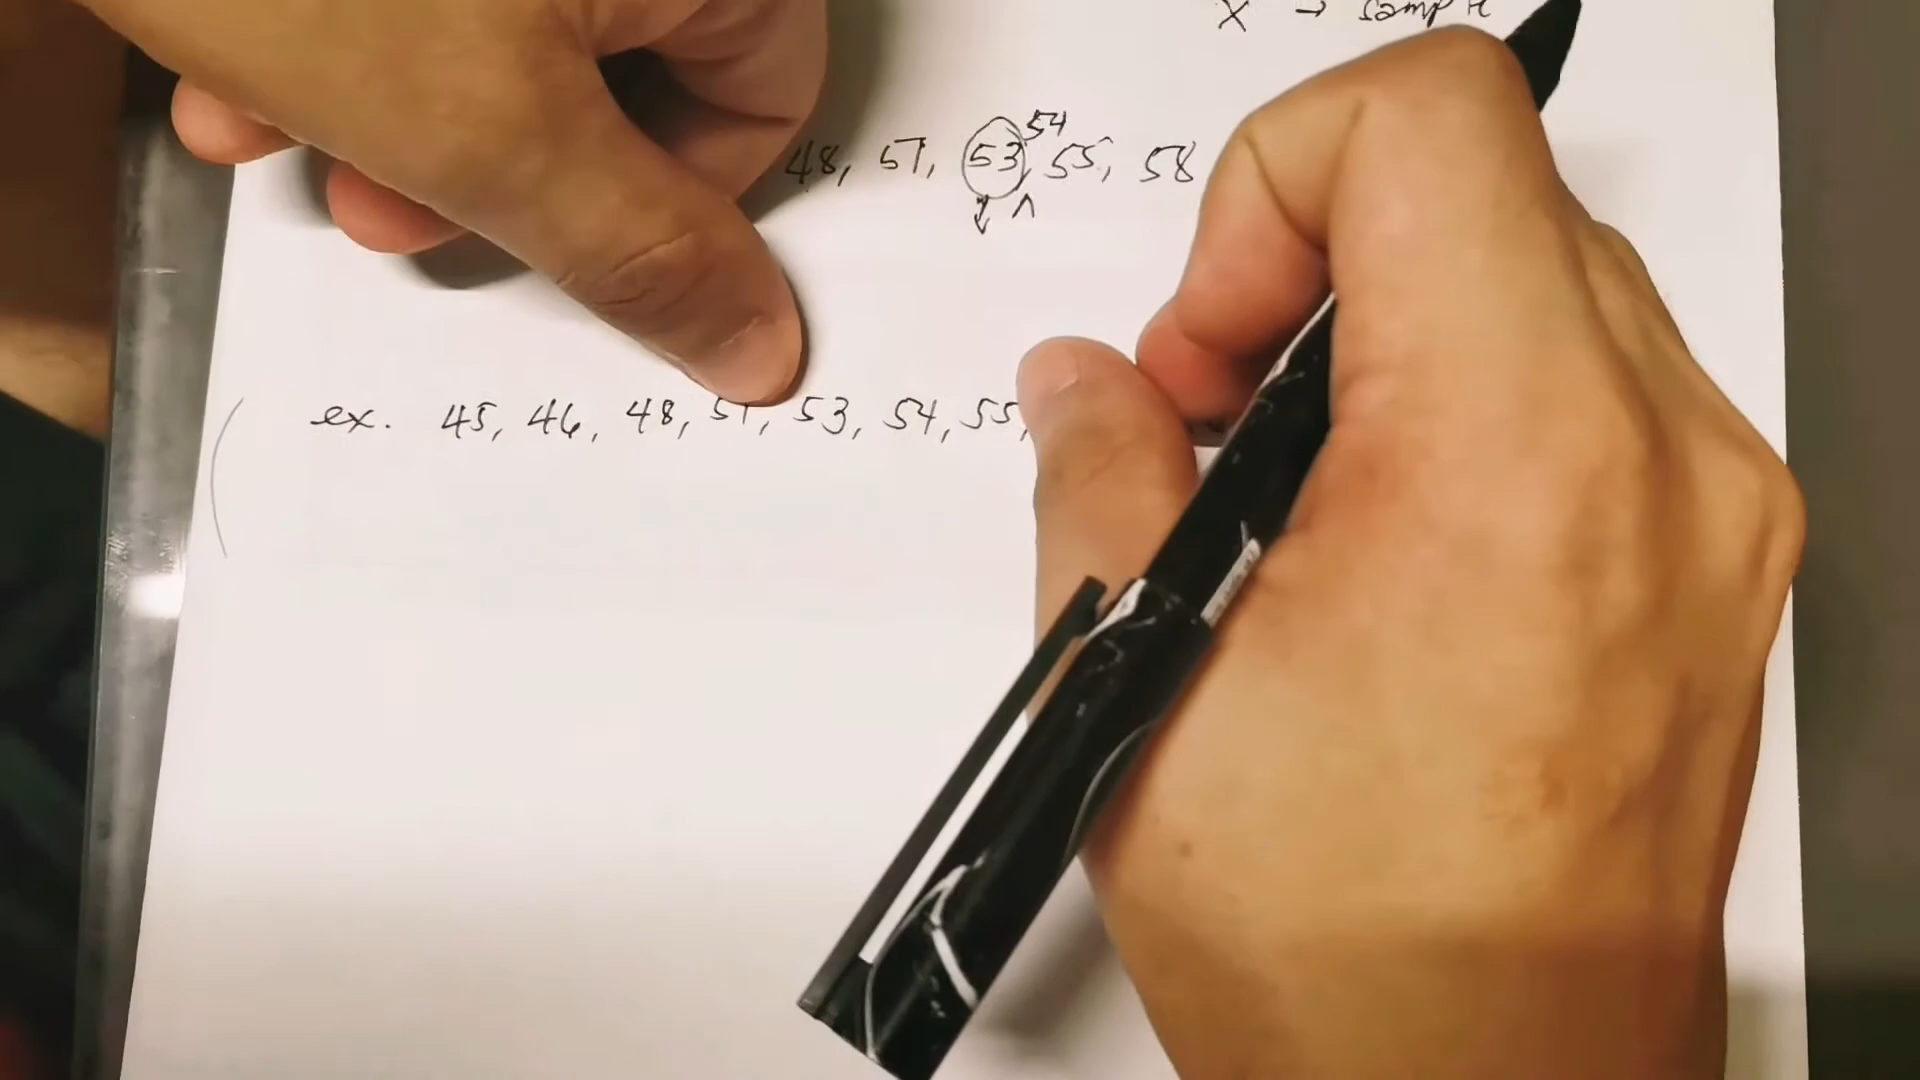 X → sample
54
48, 51, 53, 55, 58
ex. 45, 46, 48, 51, 53, 54, 55,